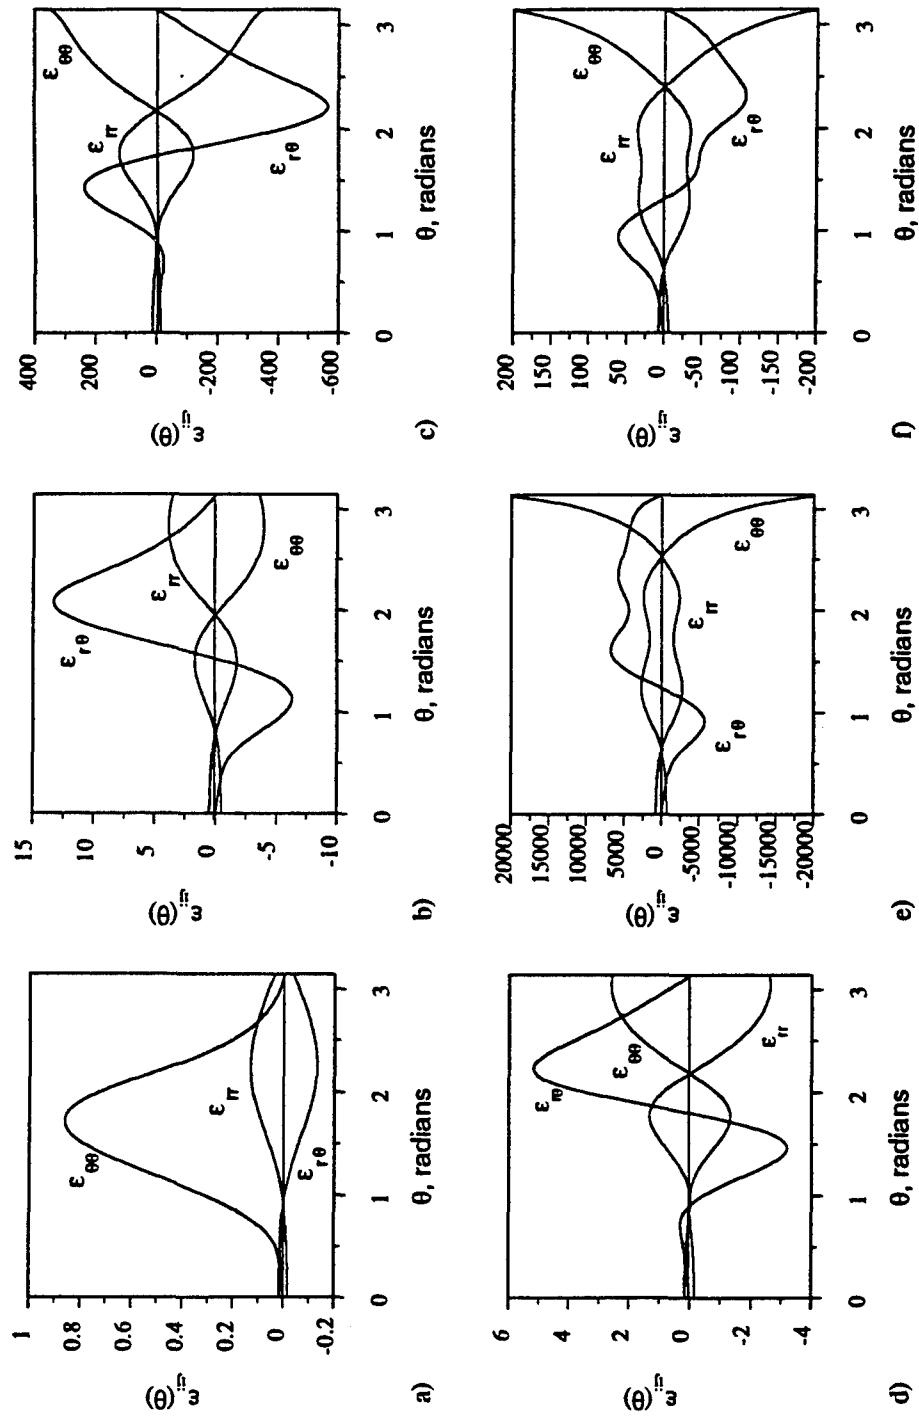 a)
ε_ij(θ)
1
0.8
0.6
0.4
0.2
0
-0.2
ε_θθ
ε_rr
ε_rθ
0 1 2 3
θ, radians
b)
ε_ij(θ)
15
10
5
0
-5
-10
ε_rθ
ε_rr
ε_θθ
0 1 2 3
θ, radians
c)
ε_ij(θ)
400
200
0
-200
-400
-600
ε_θθ
ε_rr
ε_rθ
0 1 2 3
θ, radians
d)
ε_ij(θ)
6
4
2
0
-2
-4
ε_rθ
ε_θθ
ε_rr
0 1 2 3
θ, radians
e)
ε_ij(θ)
20000
15000
10000
5000
0
-5000
-10000
-15000
-20000
ε_rθ
ε_rr
ε_θθ
0 1 2 3
θ, radians
f)
ε_ij(θ)
200
150
100
50
0
-50
-100
-150
-200
ε_θθ
ε_rr
ε_rθ
0 1 2 3
θ, radians